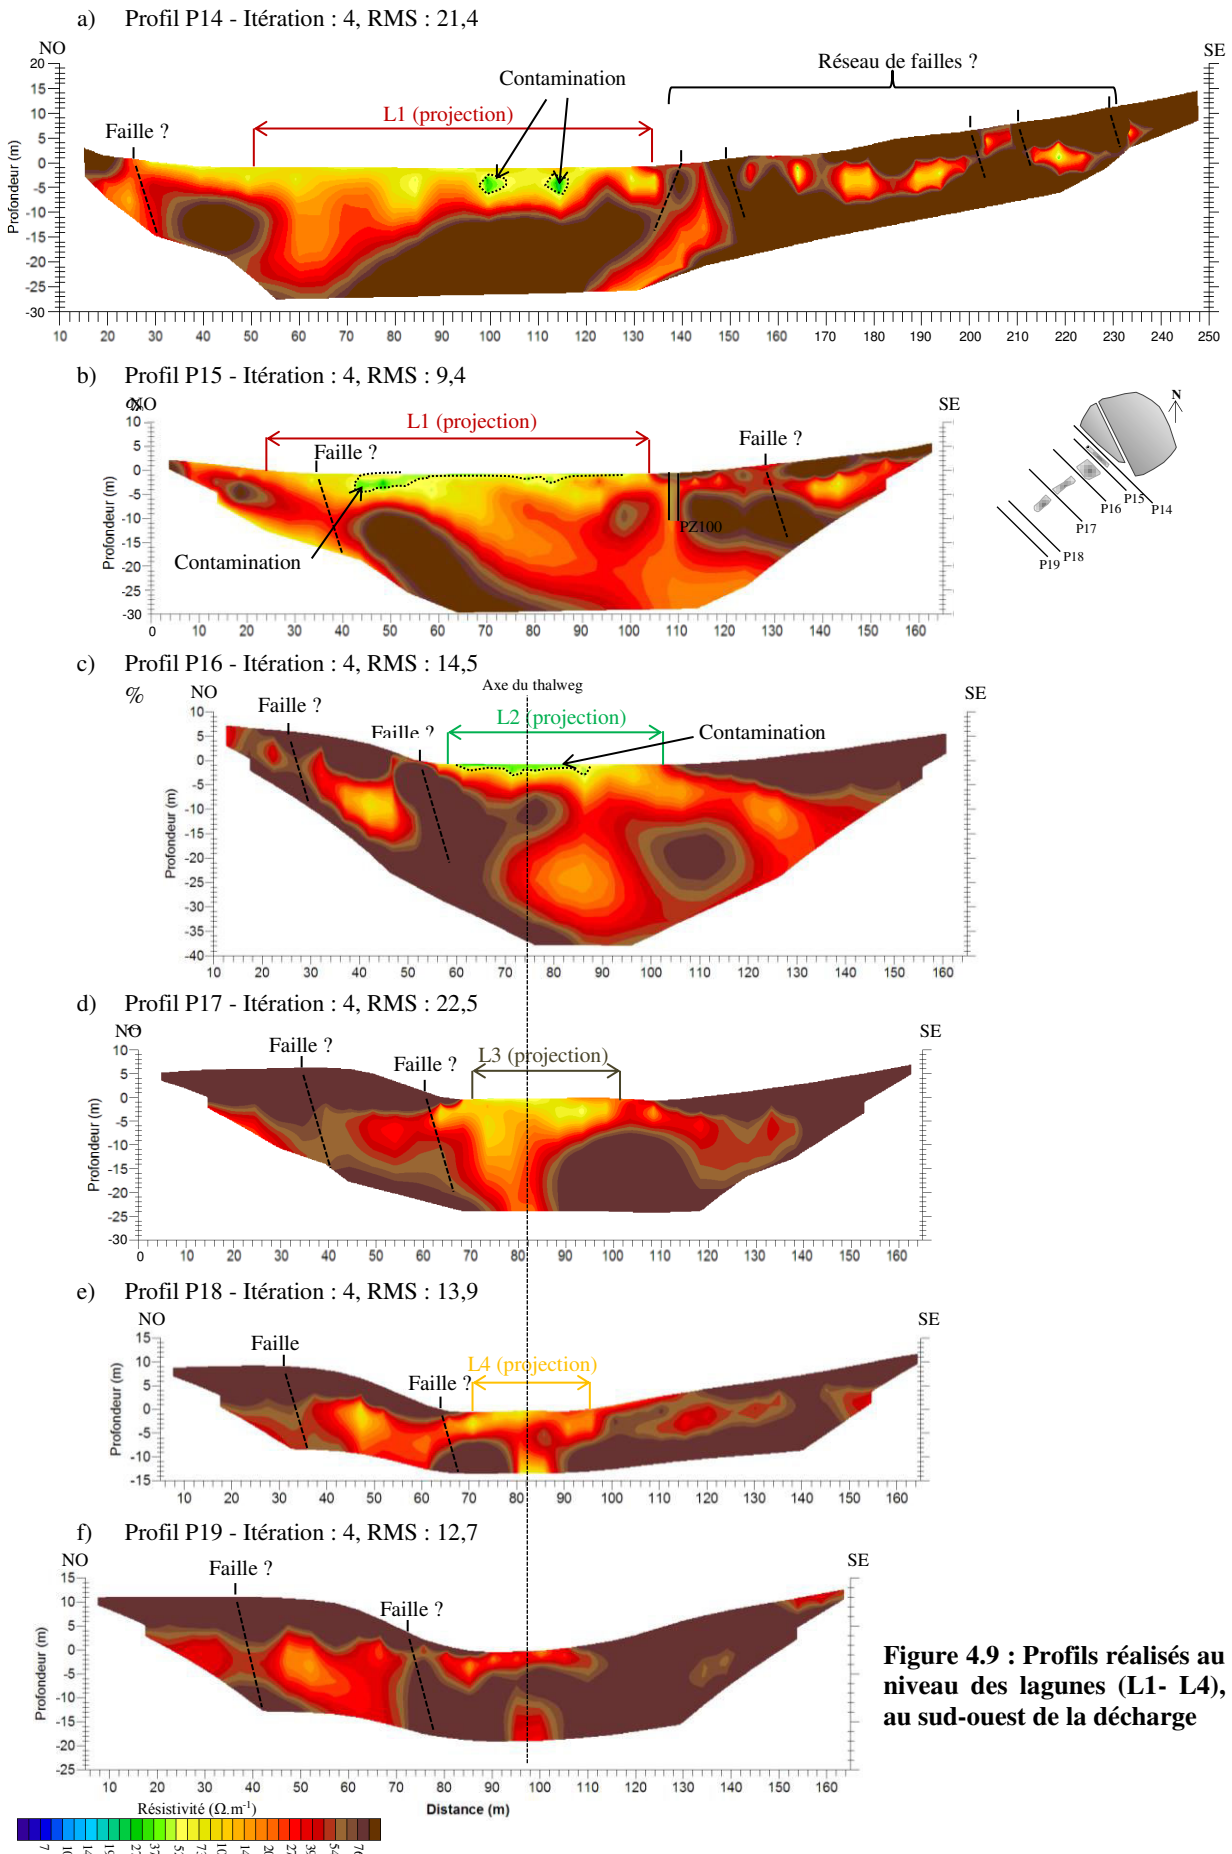 a) Profil P14 - Itération : 4, RMS : 21,4
NO
SE
Contamination
Réseau de failles ?
L1 (projection)
Faille ?
Profondeur (m)
20
15
10
5
0
-5
-10
-15
-20
-25
-30
10 20 30 40 50 60 70 80 90 100 110 120 130 140 150 160 170 180 190 200 210 220 230 240 250
b) Profil P15 - Itération : 4, RMS : 9,4
%
NO
SE
L1 (projection)
Faille ?
Faille ?
Contamination
PZ100
Profondeur (m)
10
5
0
-5
-10
-15
-20
-25
-30
0 10 20 30 40 50 60 70 80 90 100 110 120 130 140 150 160
N
P15
P14
P16
P17
P18
P19
c) Profil P16 - Itération : 4, RMS : 14,5
%
NO
Axe du thalweg
SE
Faille ?
Faille ?
L2 (projection)
Contamination
Profondeur (m)
10
5
0
-5
-10
-15
-20
-25
-30
-35
-40
10 20 30 40 50 60 70 80 90 100 110 120 130 140 150 160
d) Profil P17 - Itération : 4, RMS : 22,5
NO
SE
Faille ?
Faille ?
L3 (projection)
Profondeur (m)
10
5
0
-5
-10
-15
-20
-25
-30
0 10 20 30 40 50 60 70 80 90 100 110 120 130 140 150 160
e) Profil P18 - Itération : 4, RMS : 13,9
NO
SE
Faille
Faille ?
L4 (projection)
Profondeur (m)
15
10
5
0
-5
-10
-15
10 20 30 40 50 60 70 80 90 100 110 120 130 140 150 160
f) Profil P19 - Itération : 4, RMS : 12,7
NO
SE
Faille ?
Faille ?
Profondeur (m)
15
10
5
0
-5
-10
-15
-20
-25
10 20 30 40 50 60 70 80 90 100 110 120 130 140 150 160
Distance (m)
Figure 4.9 : Profils réalisés au
niveau des lagunes (L1- L4),
au sud-ouest de la décharge
Résistivité (Ω.m-1)
7